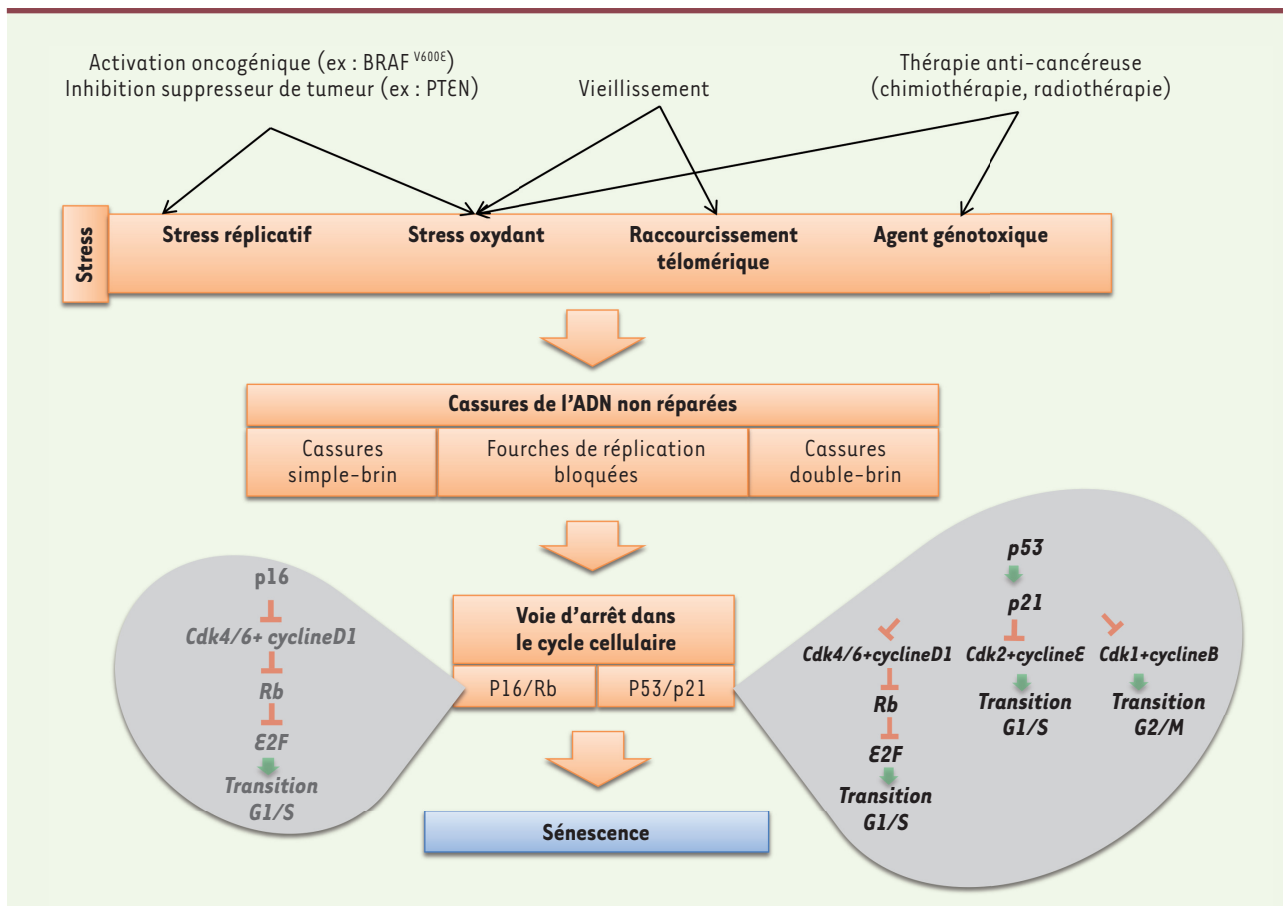 Activation oncogénique (ex : BRAF V600E)
Inhibition suppresseur de tumeur (ex : PTEN)
Vieillissement
Thérapie anti-cancéreuse
(chimiothérapie, radiothérapie)
Stress
Stress réplicatif
Stress oxydant
Raccourcissement
télomérique
Agent génotoxique
Cassures de l'ADN non réparées
Cassures
simple-brin
Fourches de réplication
bloquées
Cassures
double-brin
p16
Cdk4/6+ cyclineD1
Rb
E2F
Transition
G1/S
Voie d'arrêt dans
le cycle cellulaire
P16/Rb
P53/p21
p53
p21
Cdk4/6+cyclineD1
Rb
E2F
Transition
G1/S
Cdk2+cyclineE
Transition
G1/S
Cdk1+cyclineB
Transition
G2/M
Sénescence